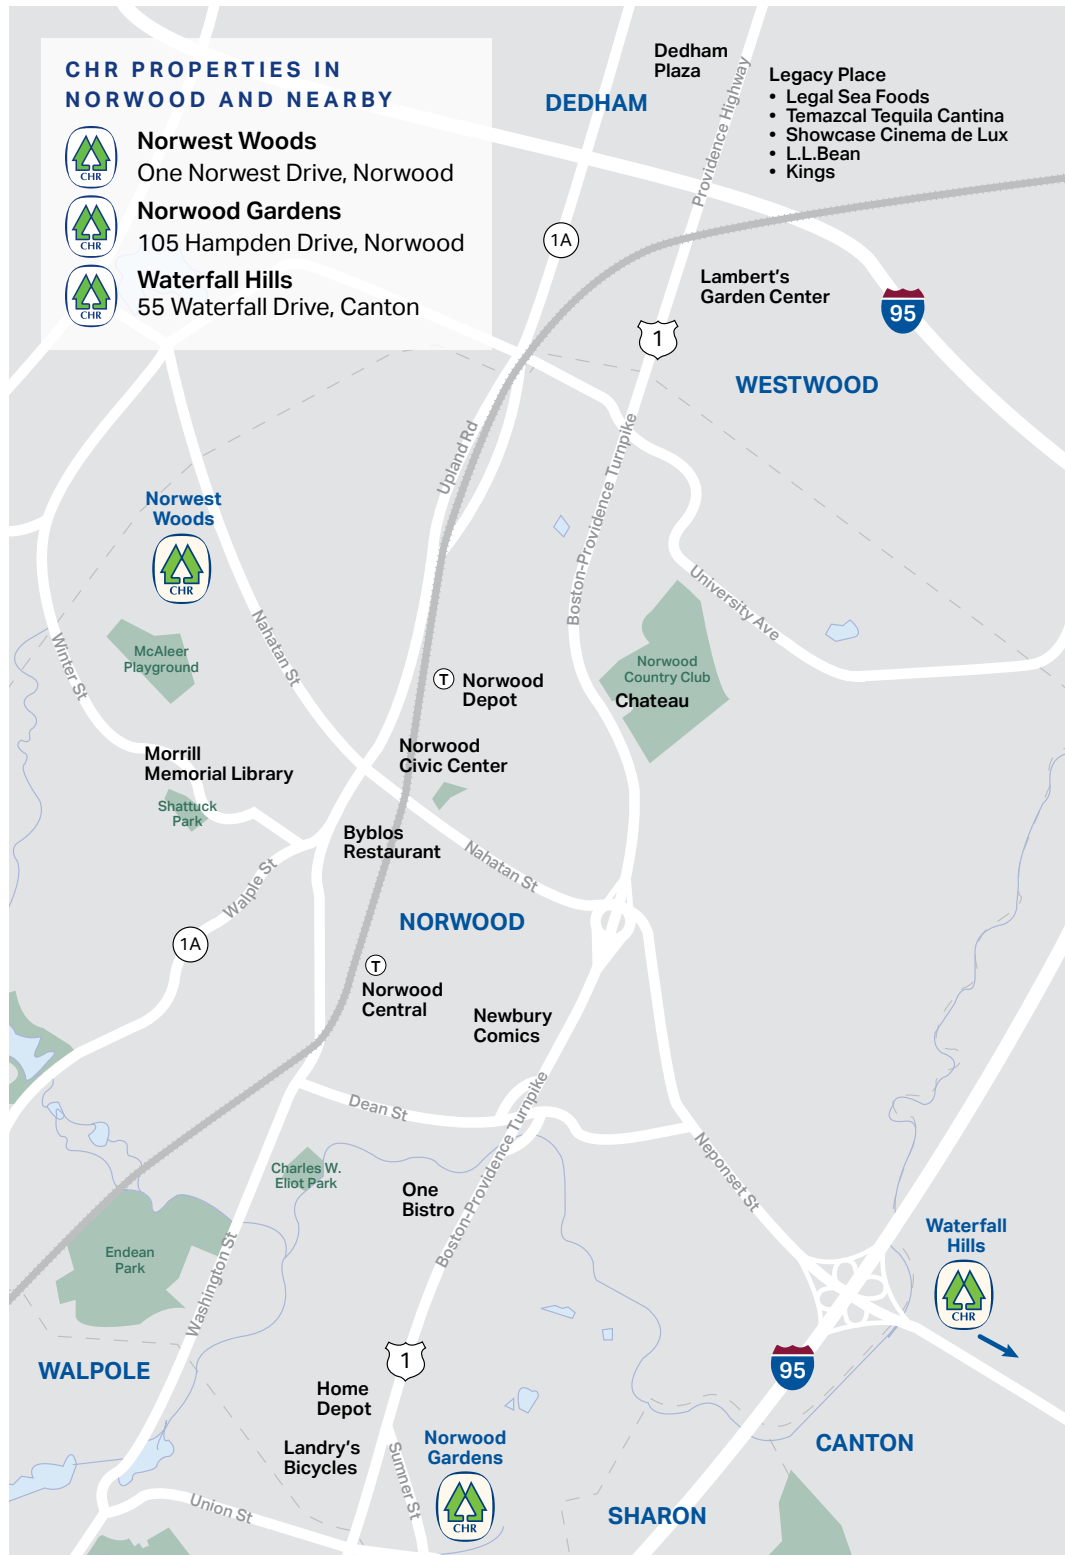 CHR PROPERTIES IN
NORWOOD AND NEARBY
CHR
Norwest Woods
One Norwest Drive, Norwood
CHR
Norwood Gardens
105 Hampden Drive, Norwood
CHR
Waterfall Hills
55 Waterfall Drive, Canton
Dedham
Plaza
DEDHAM
Providence Highway
Legacy Place
• Legal Sea Foods
• Temazcal Tequila Cantina
• Showcase Cinema de Lux
• L.L.Bean
• Kings
1A
Lambert's
Garden Center
95
1
WESTWOOD
Upland Rd
Boston-Providence Turnpike
Norwest
Woods
CHR
University Ave
Nahatan St
Winter St
McAleer
Playground
Norwood
Country Club
Chateau
T
Norwood
Depot
Norwood
Civic Center
Morrill
Memorial Library
Shattuck
Park
Byblos
Restaurant
Nahatan St
Walple St
NORWOOD
1A
T
Norwood
Central
Newbury
Comics
Dean St
Boston-Providence Turnpike
Neponset St
Charles W.
Eliot Park
One
Bistro
Washington St
Endean
Park
Waterfall
Hills
CHR
1
95
WALPOLE
Home
Depot
Norwood
Gardens
CHR
CANTON
Landry's
Bicycles
Sumner St
Union St
SHARON